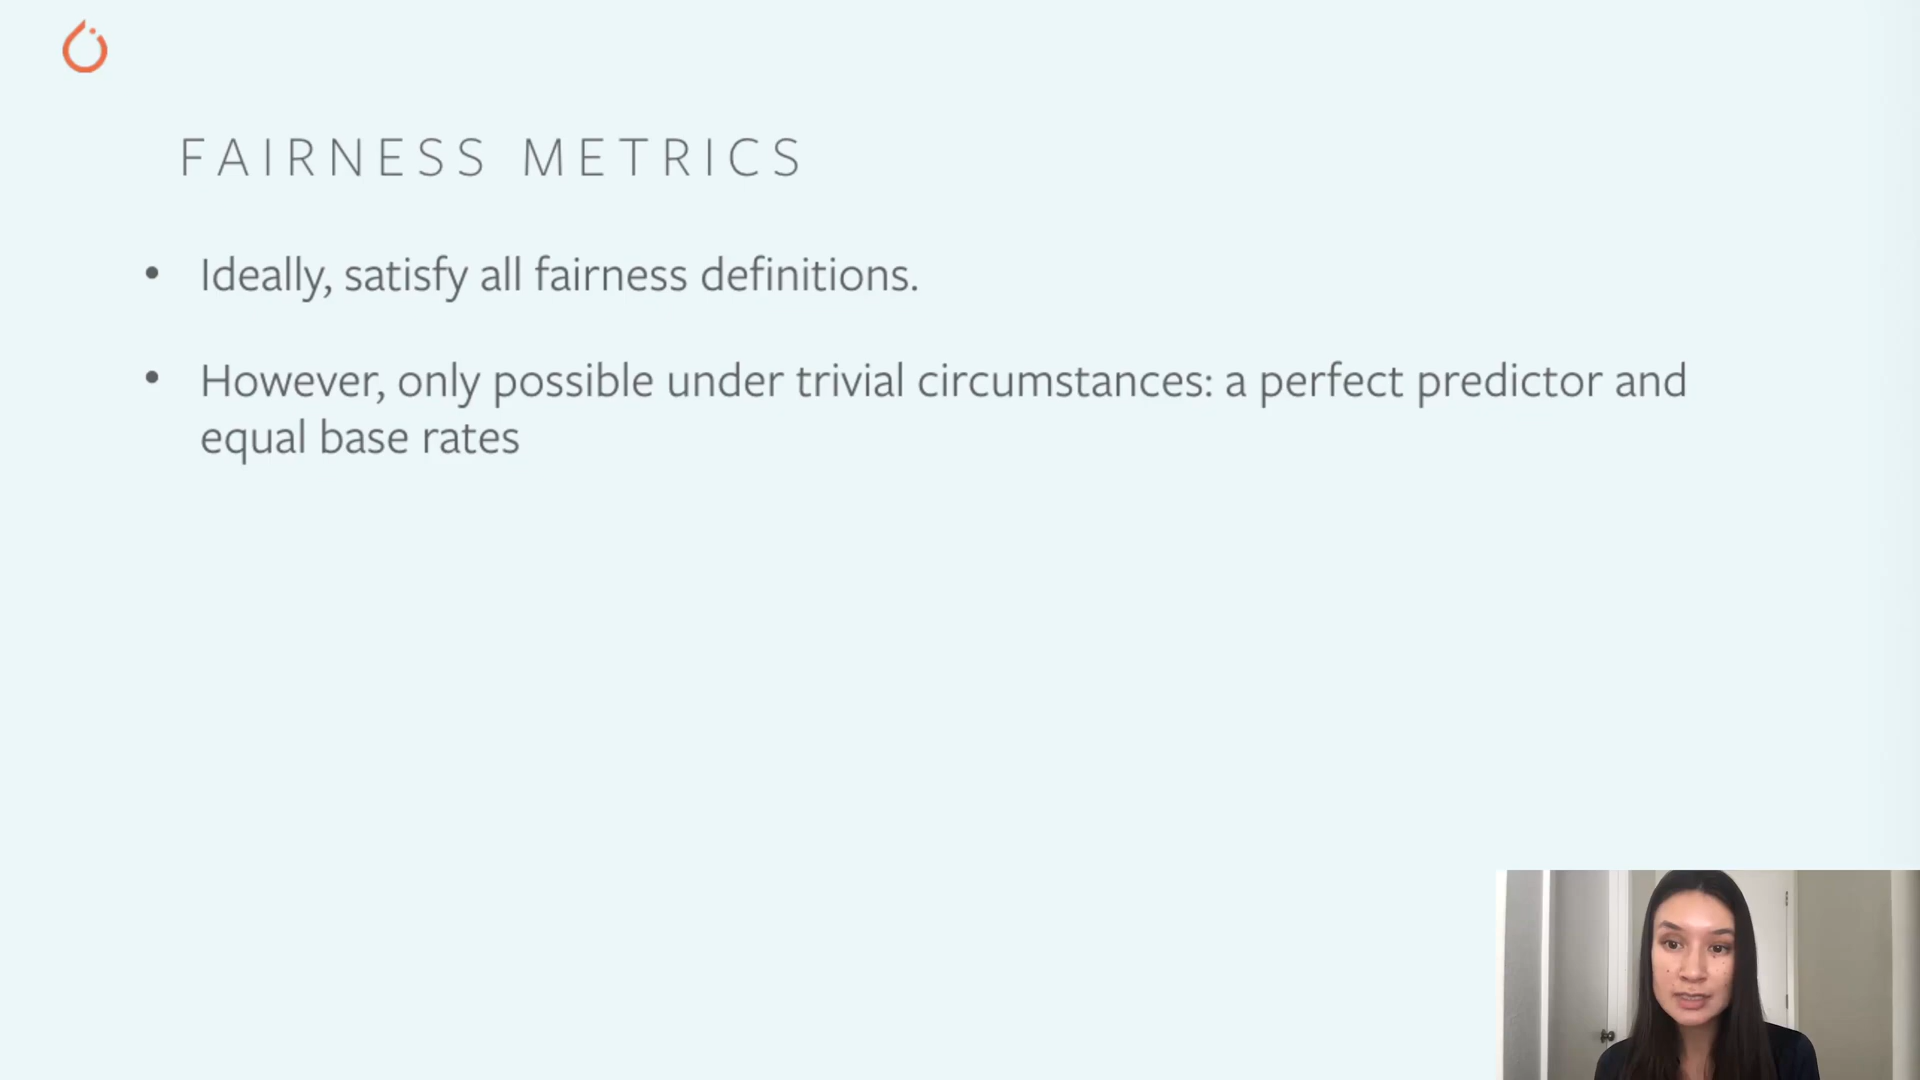 FAIRNESS METRICS
• Ideally, satisfy all fairness definitions.
• However, only possible under trivial circumstances: a perfect predictor and
equal base rates